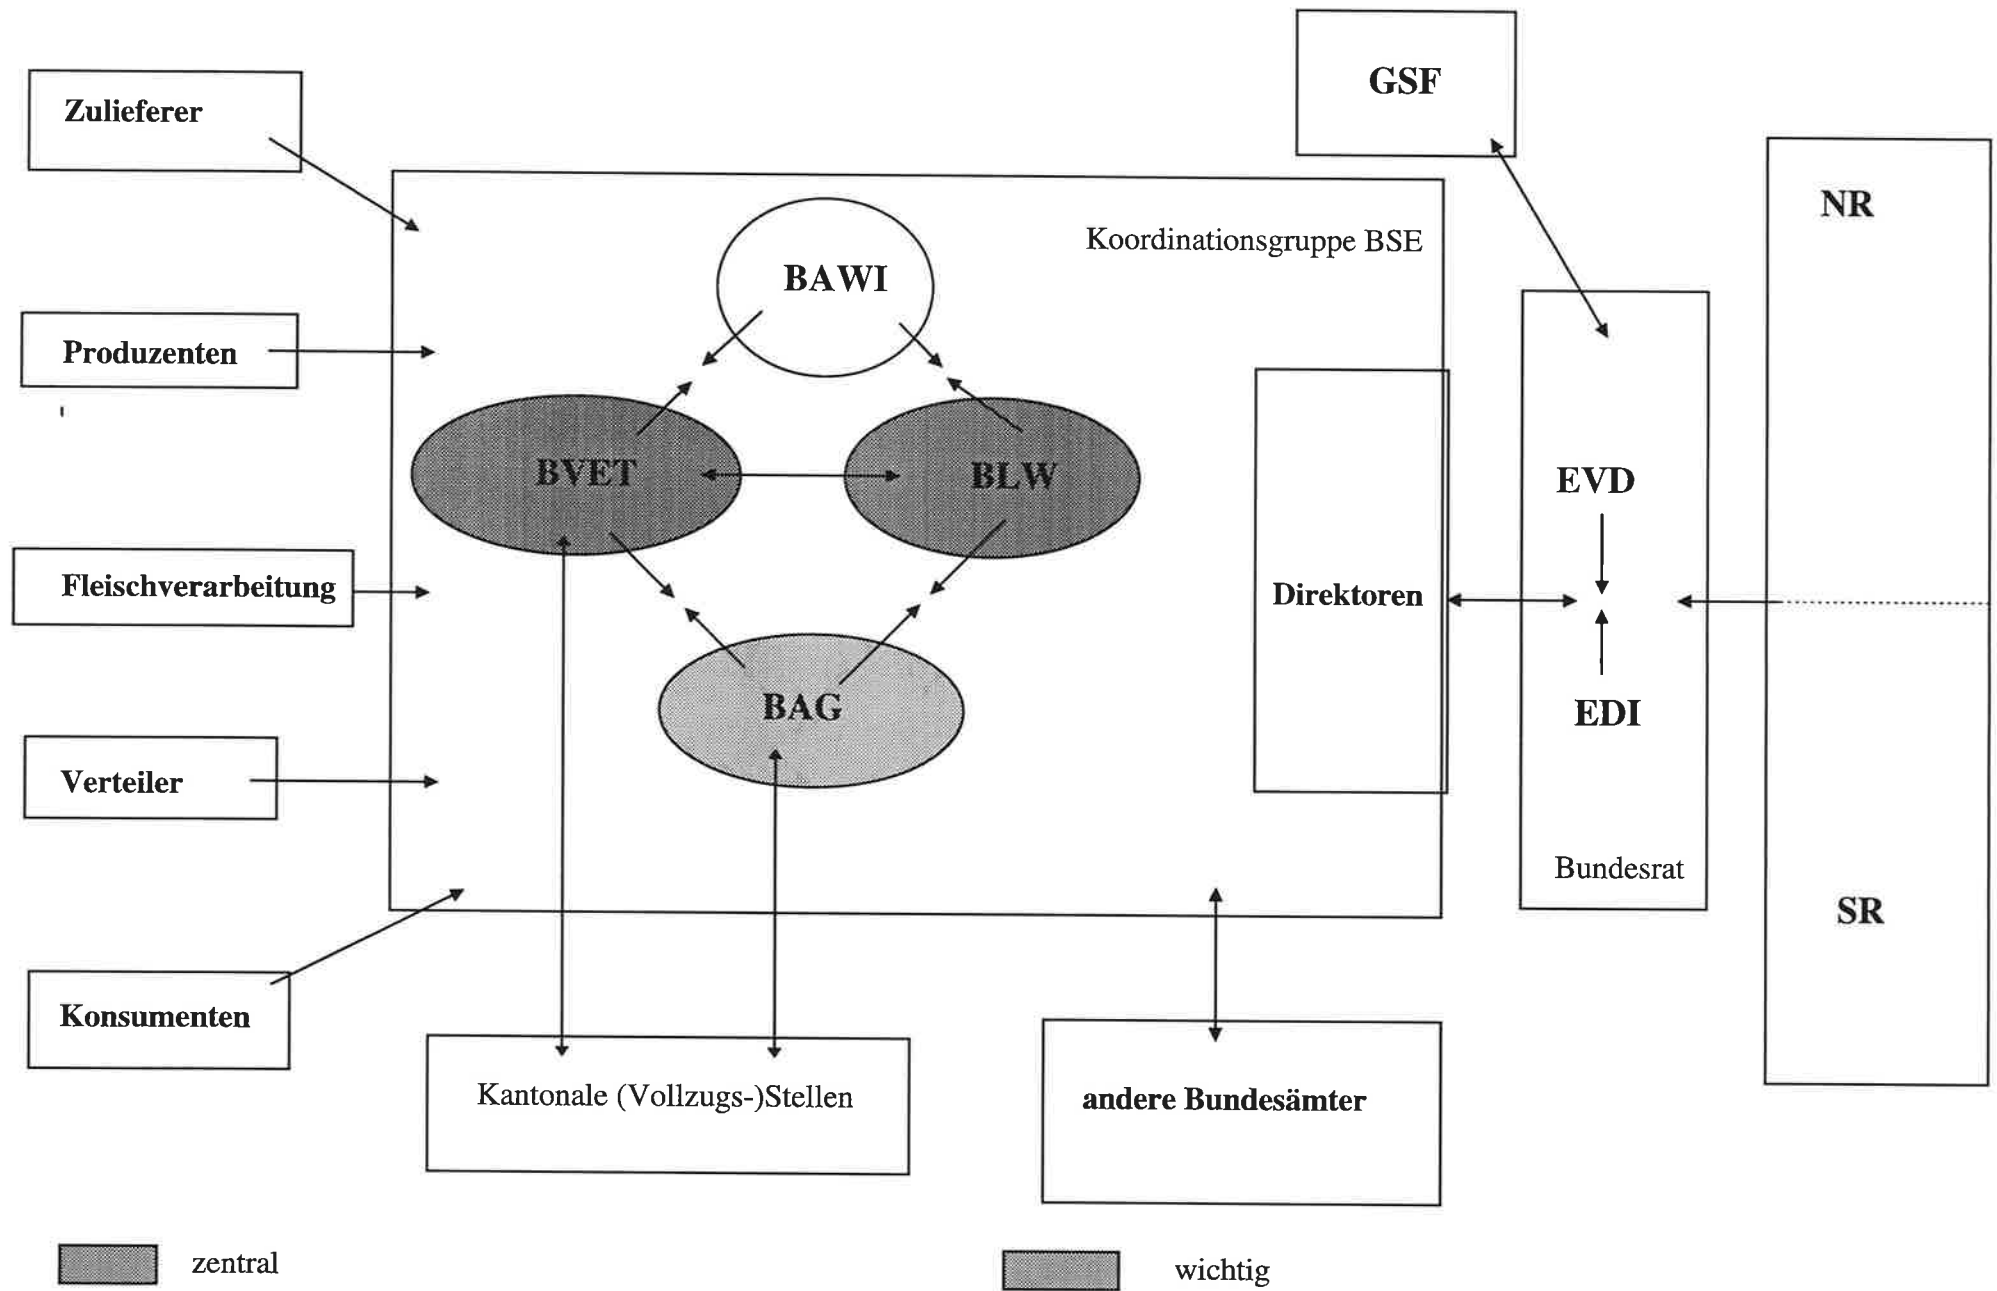 GSF
Zulieferer
NR
Koordinationsgruppe BSE
BAWI
Produzenten
BVET
BLW
EVD
Fleischverarbeitung
Direktoren
BAG
EDI
Verteiler
Bundesrat
SR
Konsumenten
Kantonale (Vollzugs-)Stellen
andere Bundesämter
zentral
wichtig